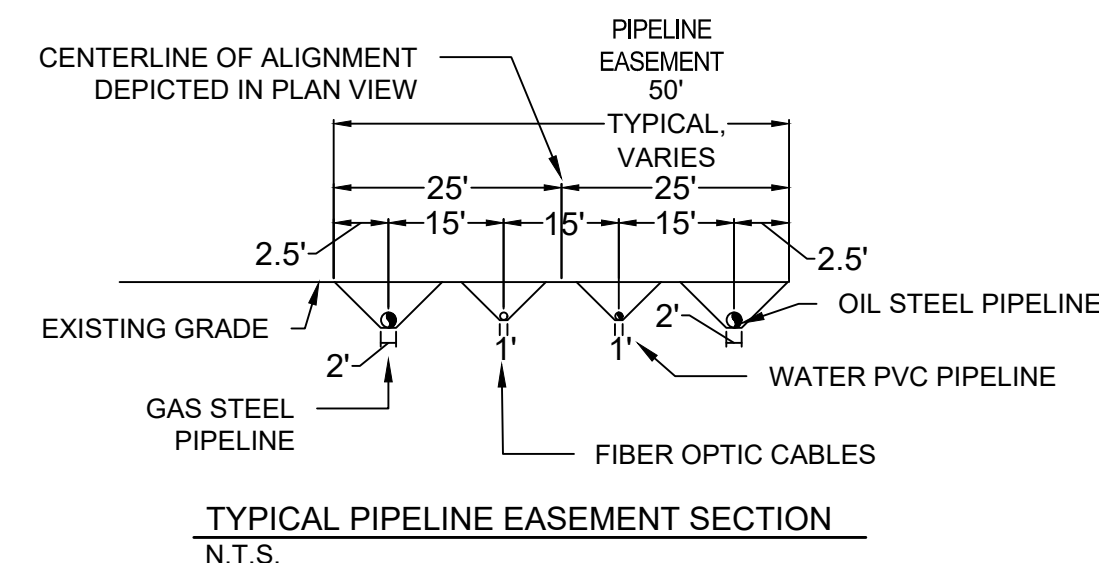 PIPELINE
EASEMENT
50'
TYPICAL,
VARIES
CENTERLINE OF ALIGNMENT
DEPICTED IN PLAN VIEW
25' 25'
15' 15' 15'
2.5' 2.5'
EXISTING GRADE
OIL STEEL PIPELINE
2' 1' 1' 2'
WATER PVC PIPELINE
GAS STEEL
PIPELINE
FIBER OPTIC CABLES
TYPICAL PIPELINE EASEMENT SECTION
N.T.S.